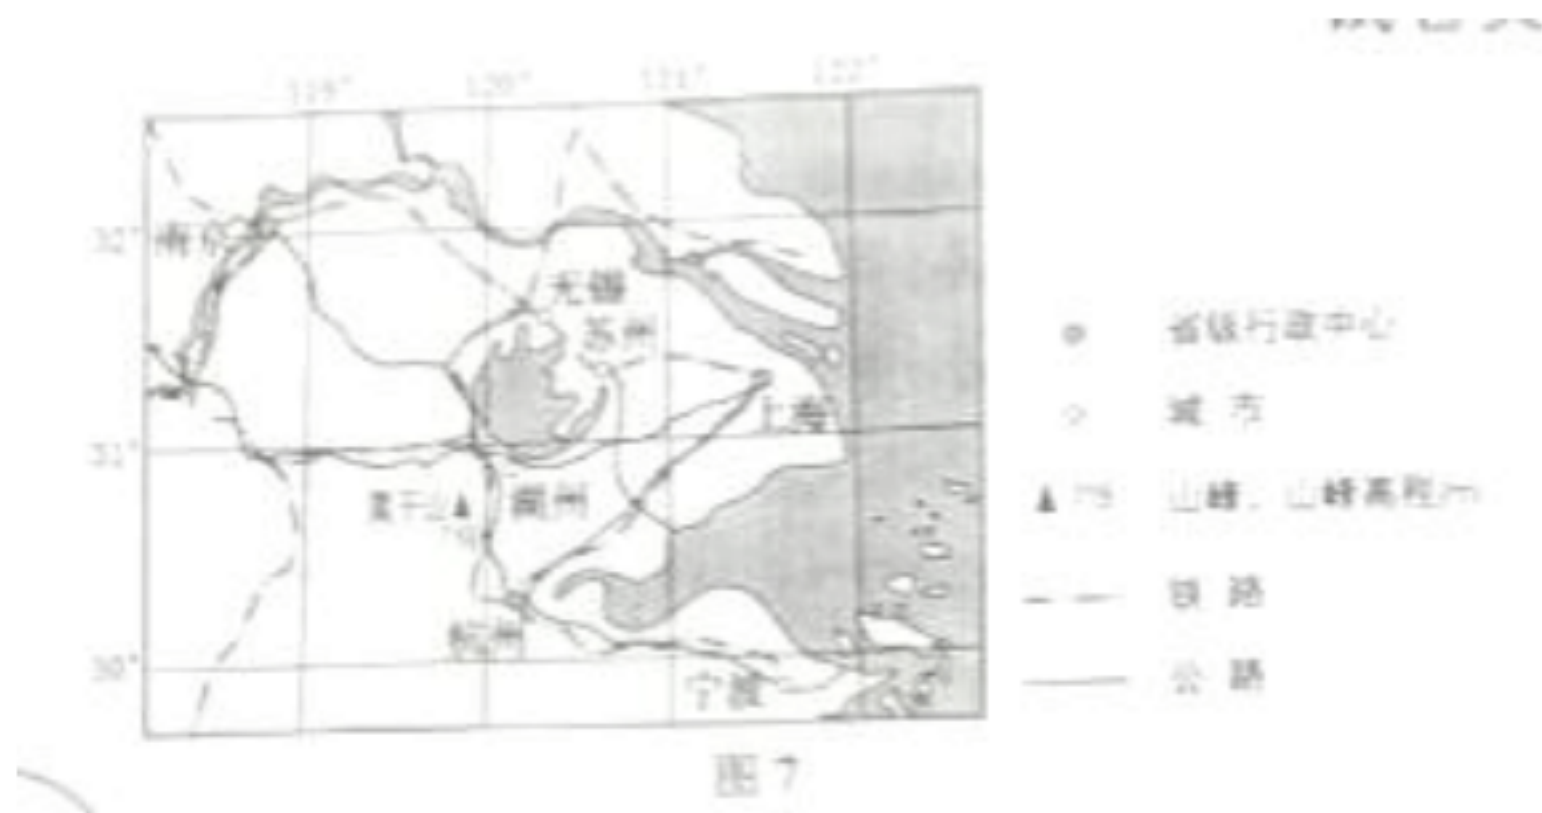 119° 120° 121° 122°
32°
南京
无锡
苏州
上海
31°
莫干山
湖州
杭州
30°
宁波
省级行政中心
城市
山峰、山峰高程/m
铁路
公路
图7